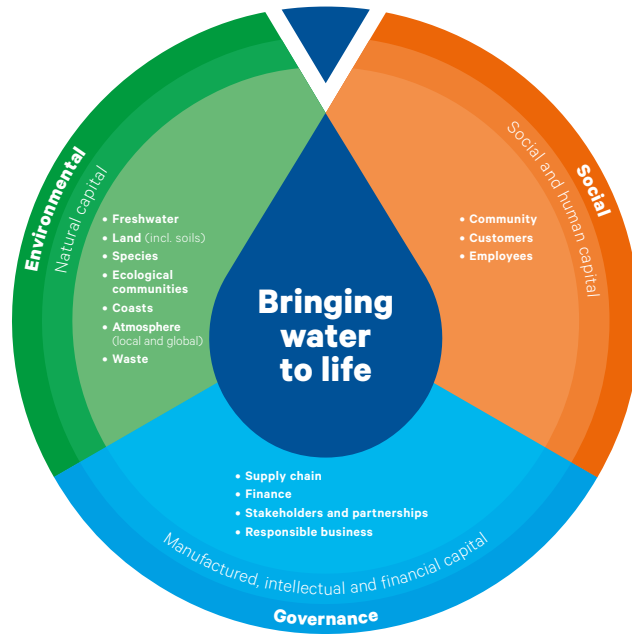 Environmental
Natural capital
• Freshwater
• Land (incl. soils)
• Species
• Ecological
communities
• Coasts
• Atmosphere
(local and global)
• Waste
Social
Social and human capital
• Community
• Customers
• Employees
Bringing
water
to life
• Supply chain
• Finance
• Stakeholders and partnerships
• Responsible business
Manufactured, intellectual and financial capital
Governance